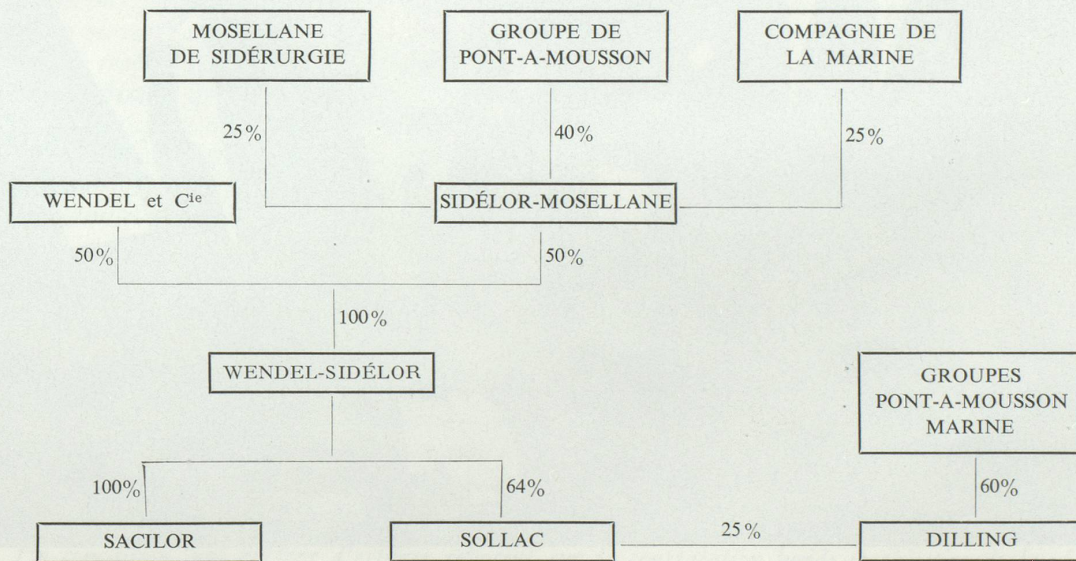 MOSELLANE
DE SIDÉRURGIE
GROUPE DE
PONT-A-MOUSSON
COMPAGNIE DE
LA MARINE
25%
40%
25%
WENDEL et Cie
SIDÉLOR-MOSELLANE
50%
50%
100%
WENDEL-SIDÉLOR
GROUPES
PONT-A-MOUSSON
MARINE
100%
64%
60%
SACILOR
SOLLAC
25%
DILLING